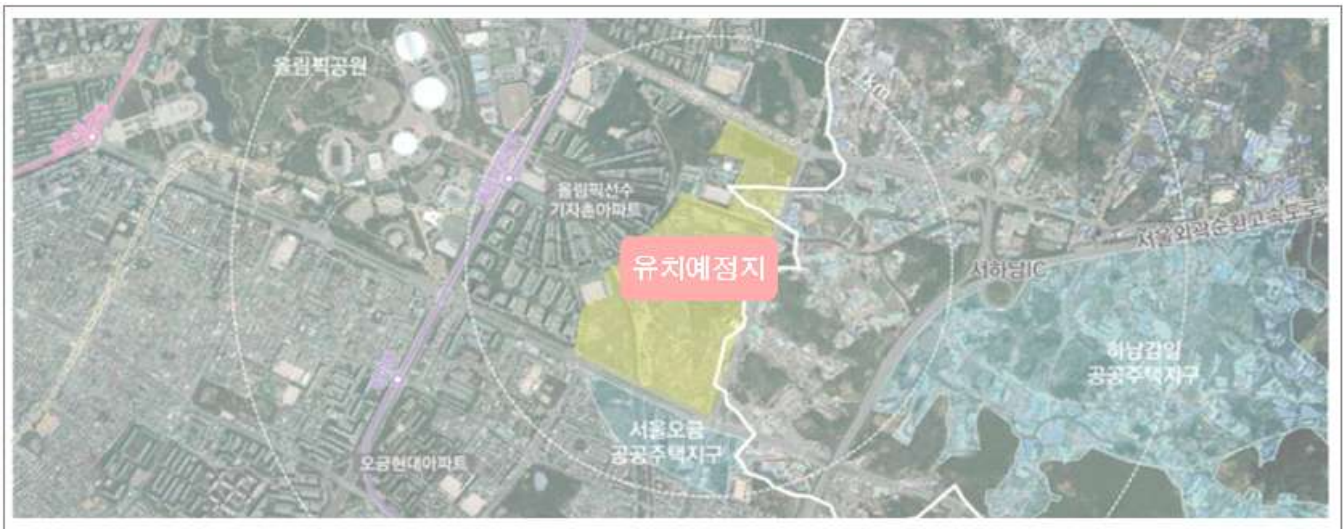 올림픽공원
1km
올림픽선수
기자촌아파트
유치예정지
서울외곽순환고속도로
서하남IC
하남감일
공공주택지구
서울오금
공공주택지구
오금현대아파트